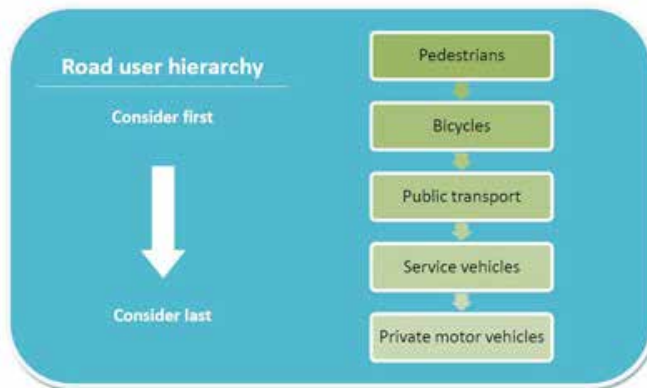 Road user hierarchy
Consider first
Consider last
Pedestrians
Bicycles
Public transport
Service vehicles
Private motor vehicles